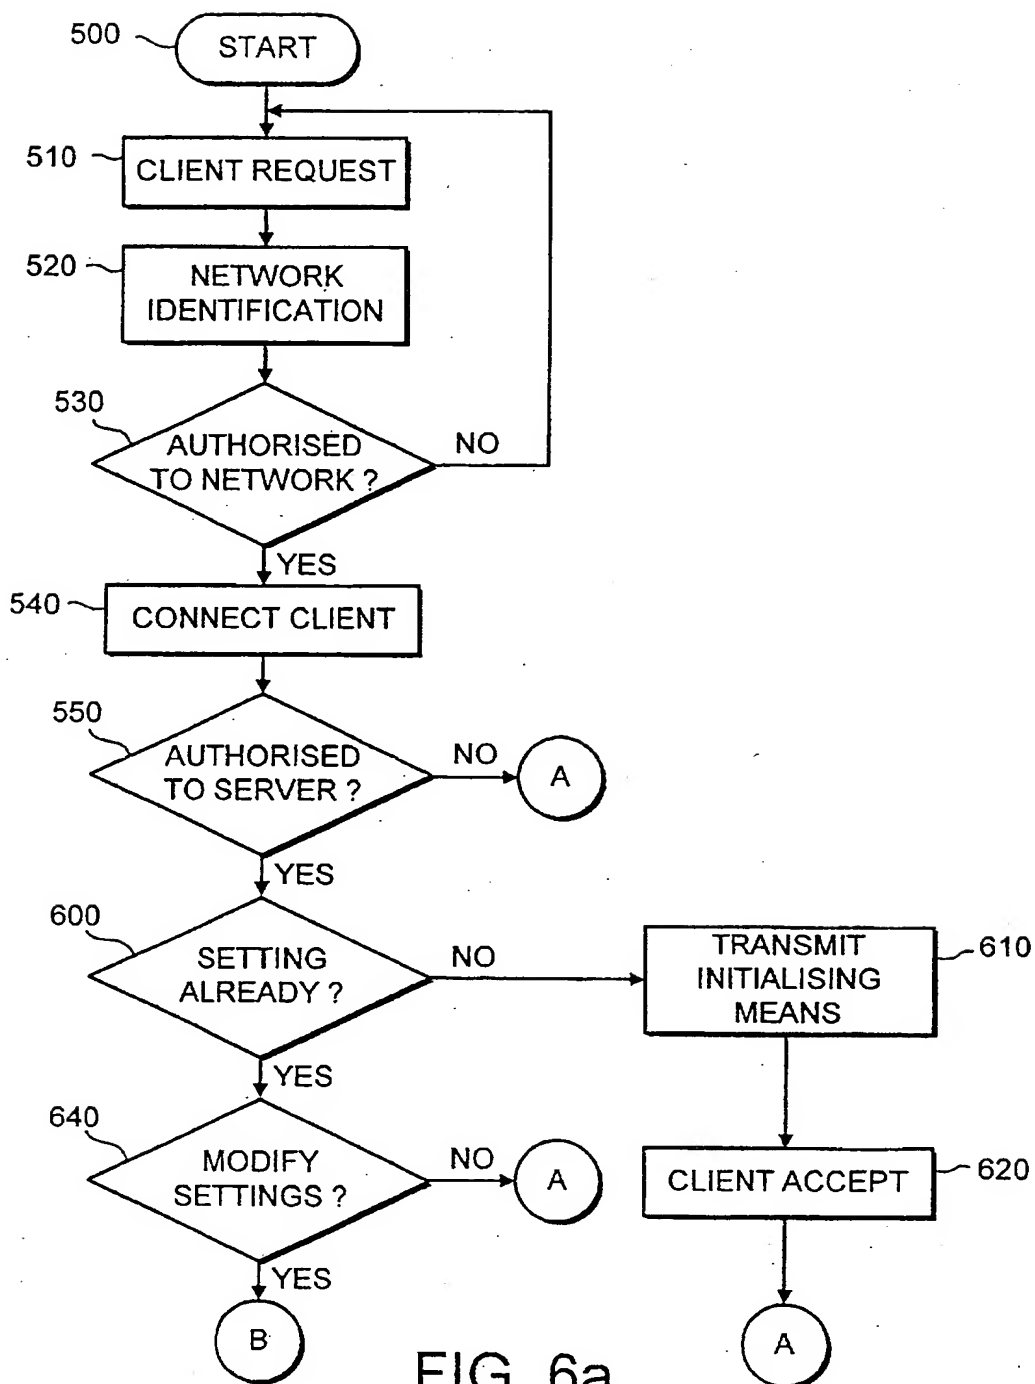 500
START
510
CLIENT REQUEST
520
NETWORK
IDENTIFICATION
530
AUTHORISED
TO NETWORK ?
NO
YES
540
CONNECT CLIENT
550
AUTHORISED
TO SERVER ?
NO
A
YES
600
SETTING
ALREADY ?
NO
TRANSMIT
INITIALISING
MEANS
610
YES
640
MODIFY
SETTINGS ?
NO
A
CLIENT ACCEPT
620
YES
B
A
FIG. 6a